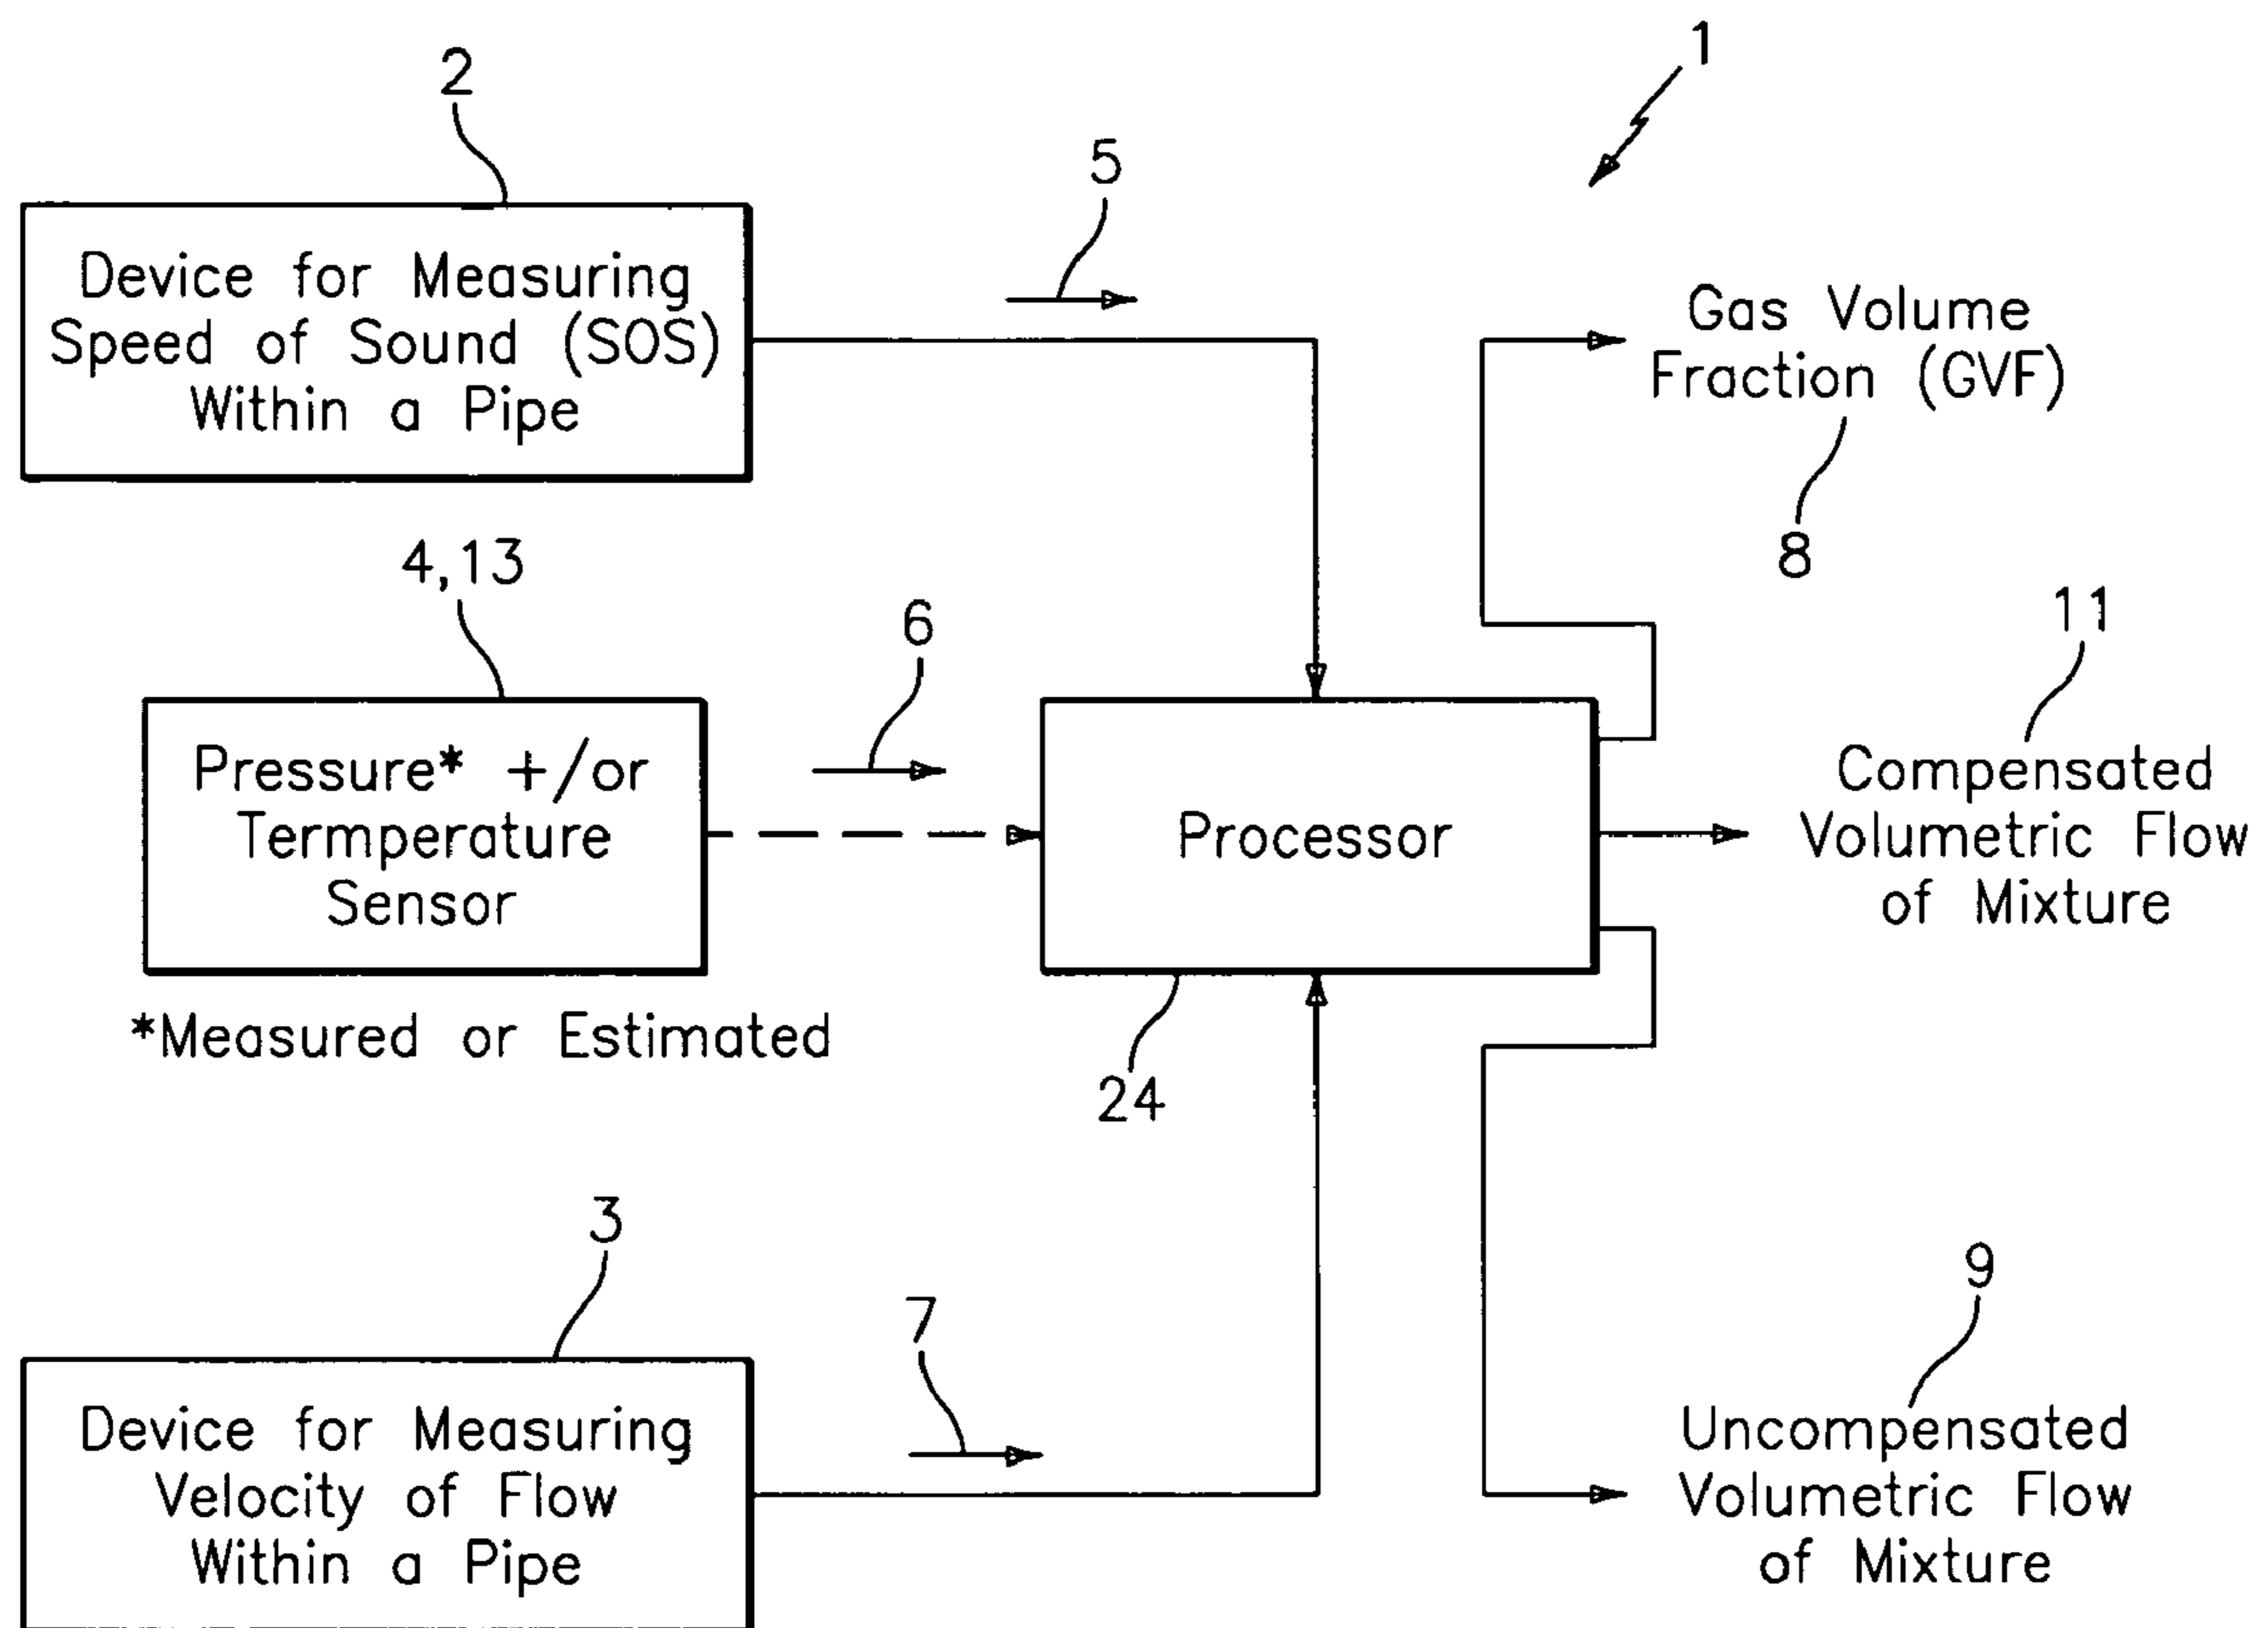 1
2
5
Device for Measuring
Speed of Sound (SOS)
Within a Pipe
Gas Volume
Fraction (GVF)
8
4,13
6
11
Pressure* +/or
Termperature
Sensor
Processor
Compensated
Volumetric Flow
of Mixture
*Measured or Estimated
24
3
7
9
Device for Measuring
Velocity of Flow
Within a Pipe
Uncompensated
Volumetric Flow
of Mixture